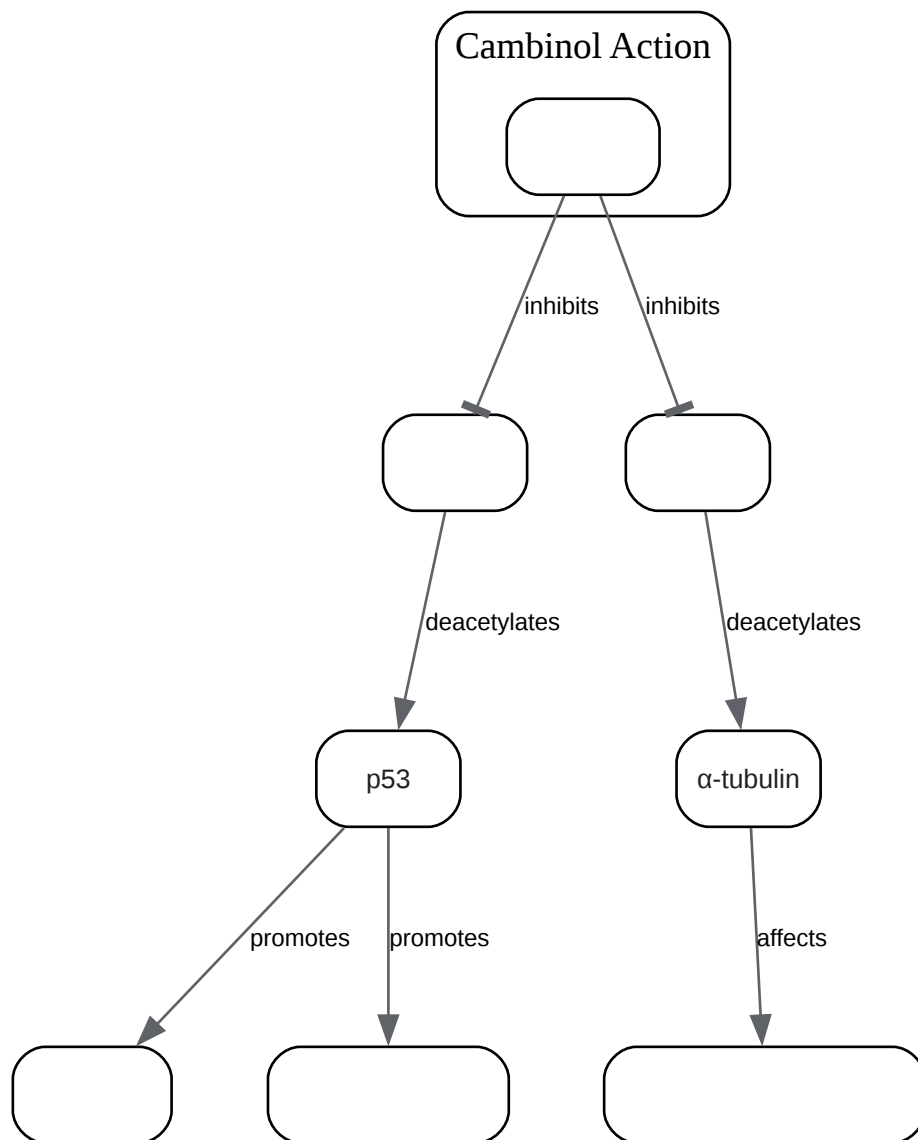 Cambinol Action
inhibits
inhibits
deacetylates
deacetylates
p53
α-tubulin
promotes
promotes
affects